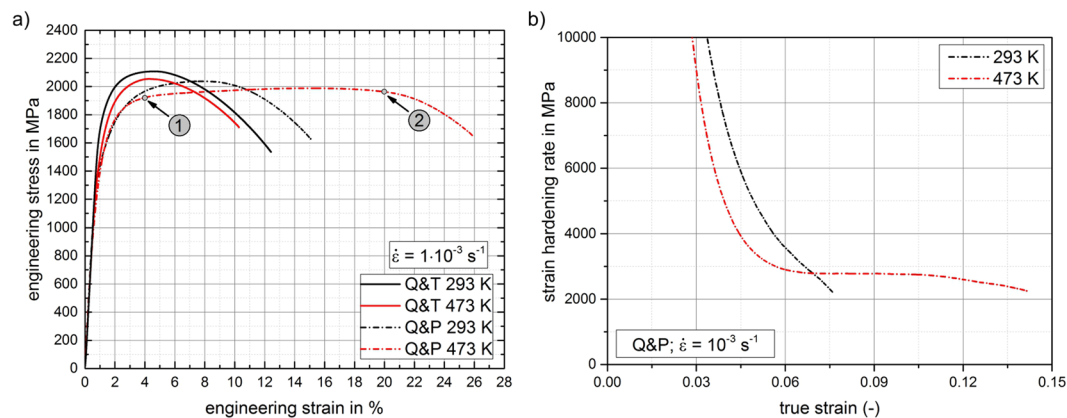 a)
engineering stress in MPa
2400
2200
2000
1800
1600
1400
1200
1000
800
600
400
200
0
1
2
ε̇ = 1·10⁻³ s⁻¹
Q&T 293 K
Q&T 473 K
Q&P 293 K
Q&P 473 K
0 2 4 6 8 10 12 14 16 18 20 22 24 26 28
engineering strain in %
b)
strain hardening rate in MPa
10000
8000
6000
4000
2000
0
293 K
473 K
Q&P; ε̇ = 10⁻³ s⁻¹
0.00 0.03 0.06 0.09 0.12 0.15
true strain (-)